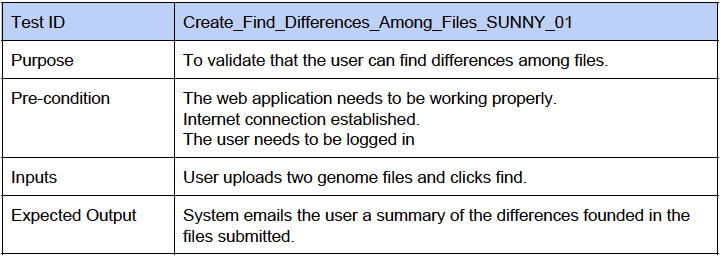 Test ID Create_Find_Differences_Among_Files_SUNNY_01
Purpose To validate that the user can find differences among files.
Pre-condition The web application needs to be working properly.
Internet connection established.
The user needs to be logged in
Inputs User uploads two genome files and clicks find.
Expected Output System emails the user a summary of the differences founded in the
files submitted.